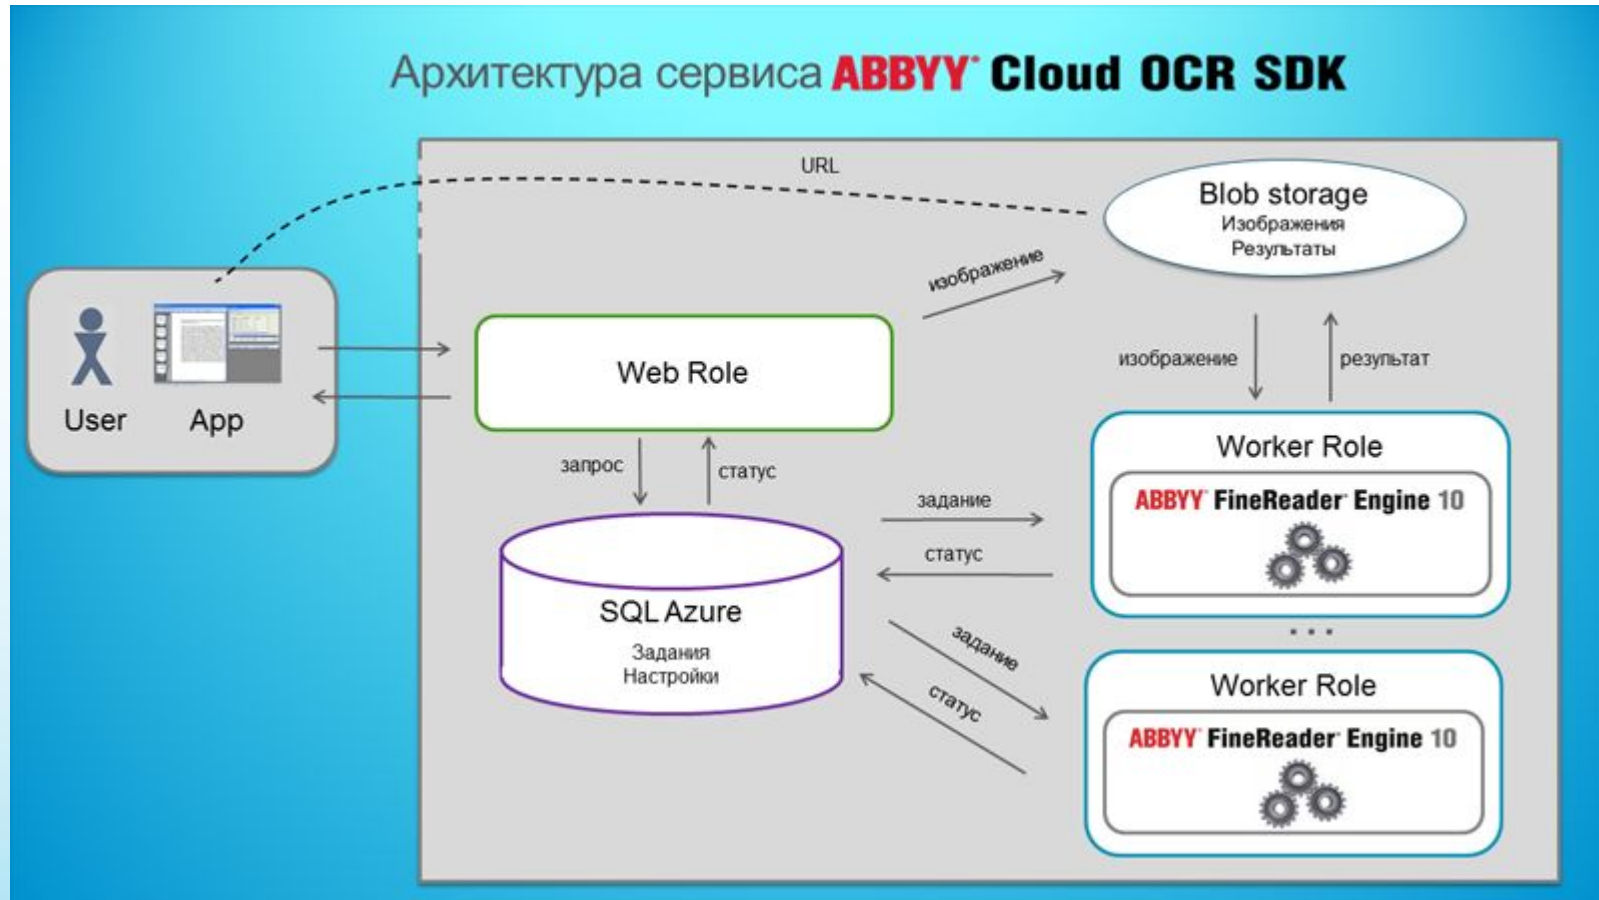 Архитектура сервиса ABBYY® Cloud OCR SDK
URL
Blob storage
Изображения
Результаты
изображение
User
App
Web Role
изображение
результат
запрос
статус
Worker Role
ABBYY® FineReader® Engine 10
задание
статус
SQL Azure
Задания
Настройки
задание
статус
...
Worker Role
ABBYY® FineReader® Engine 10